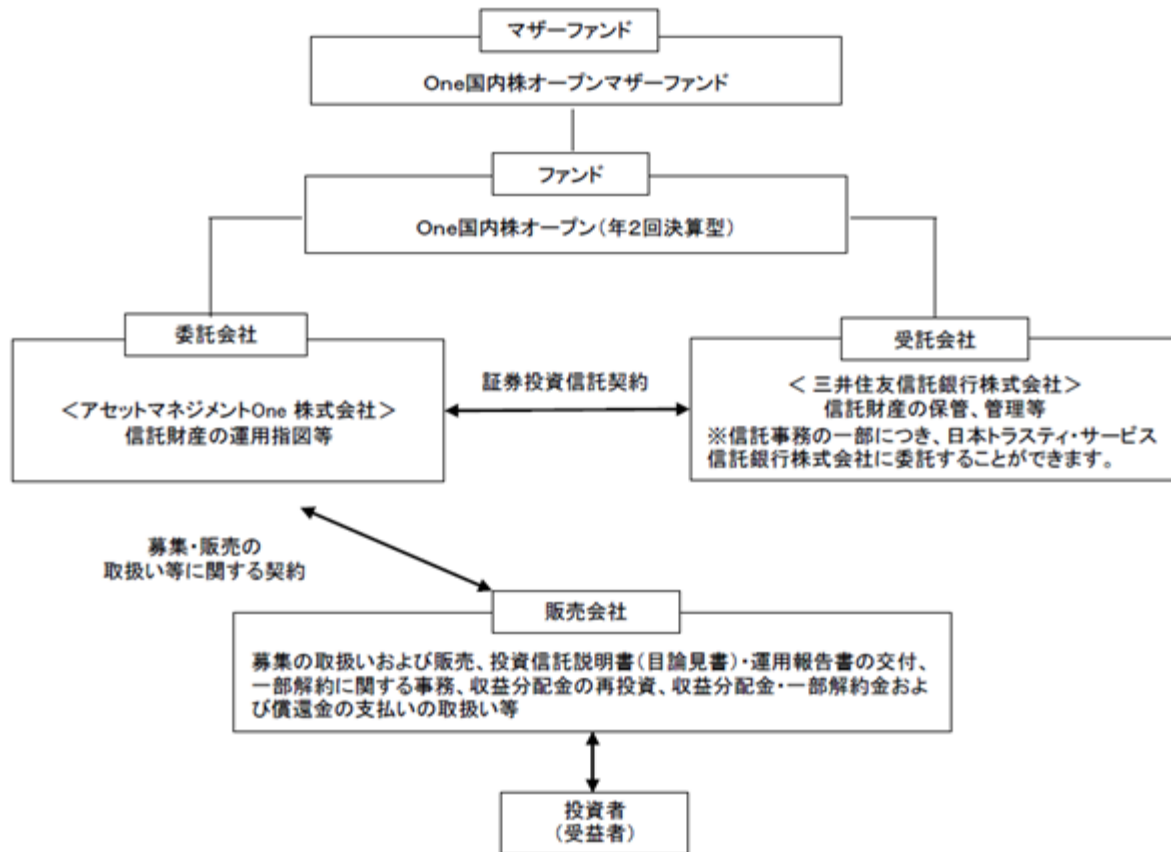 マザーファンド
One国内株オープンマザーファンド
ファンド
One国内株オープン（年2回決算型）
委託会社
＜アセットマネジメントOne 株式会社＞
信託財産の運用指図等
証券投資信託契約
受託会社
＜ 三井住友信託銀行株式会社＞
信託財産の保管、管理等
※信託事務の一部につき、日本トラスティ・サービス
信託銀行株式会社に委託することができます。
募集・販売の
取扱い等に関する契約
販売会社
募集の取扱いおよび販売、投資信託説明書（目論見書）・運用報告書の交付、
一部解約に関する事務、収益分配金の再投資、収益分配金・一部解約金およ
び償還金の支払いの取扱い等
投資者
（受益者）